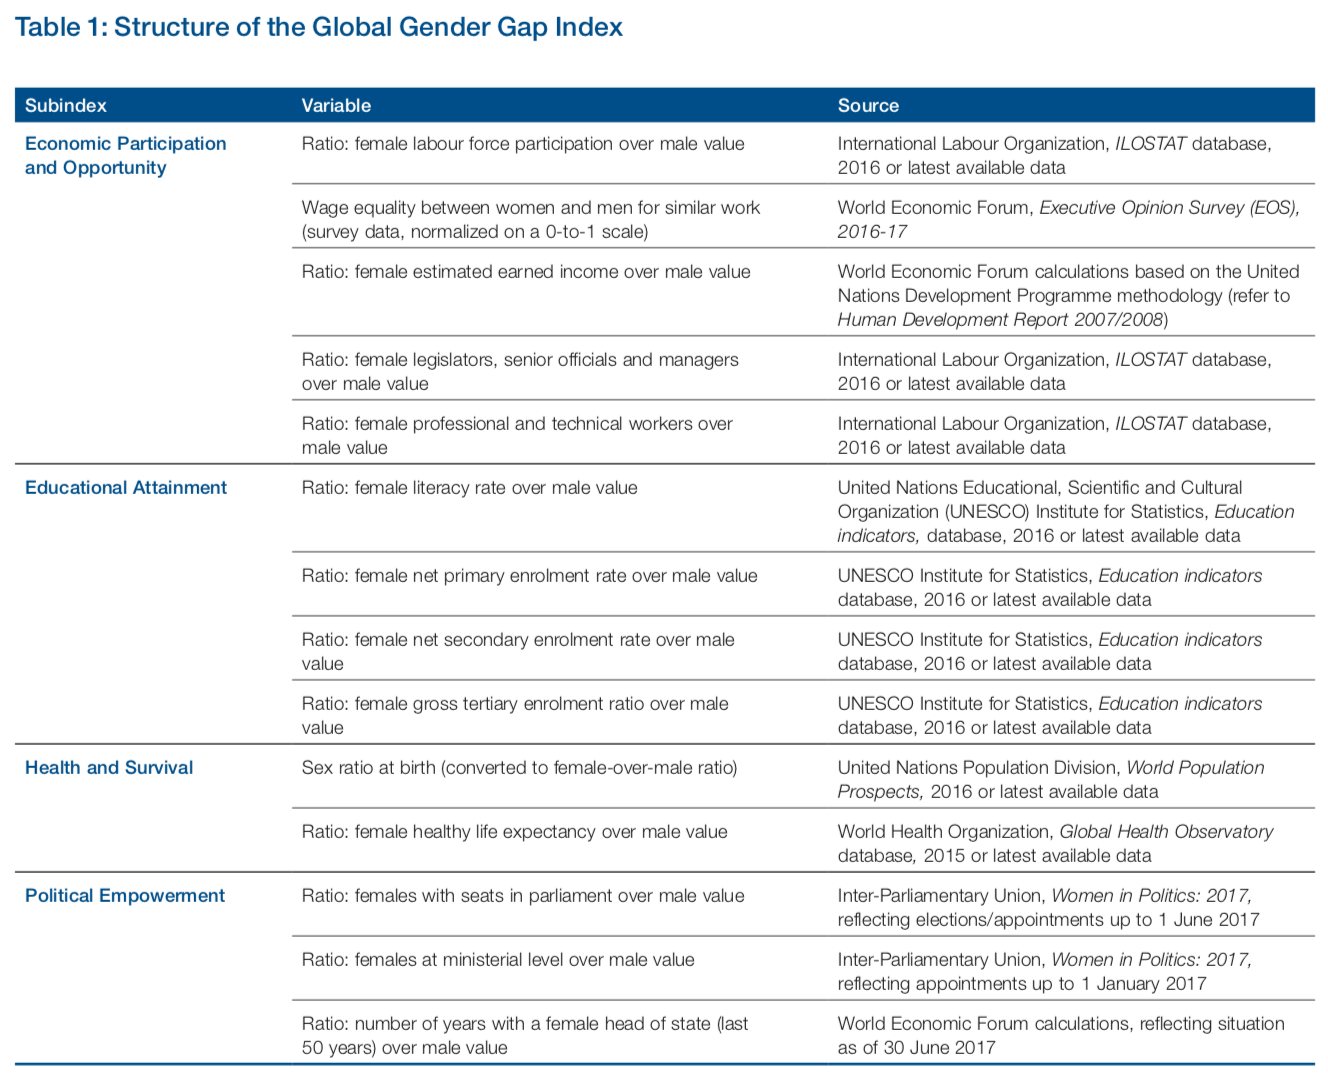 Table 1: Structure of the Global Gender Gap Index
Subindex Variable Source
Economic Participation
and Opportunity
Ratio: female labour force participation over male value
International Labour Organization, ILOSTAT database,
2016 or latest available data
Wage equality between women and men for similar work
(survey data, normalized on a 0-to-1 scale)
World Economic Forum, Executive Opinion Survey (EOS),
2016-17
Ratio: female estimated earned income over male value
World Economic Forum calculations based on the United
Nations Development Programme methodology (refer to
Human Development Report 2007/2008)
Ratio: female legislators, senior officials and managers
over male value
International Labour Organization, ILOSTAT database,
2016 or latest available data
Ratio: female professional and technical workers over
male value
International Labour Organization, ILOSTAT database,
2016 or latest available data
Educational Attainment
Ratio: female literacy rate over male value
United Nations Educational, Scientific and Cultural
Organization (UNESCO) Institute for Statistics, Education
indicators, database, 2016 or latest available data
Ratio: female net primary enrolment rate over male value
UNESCO Institute for Statistics, Education indicators
database, 2016 or latest available data
Ratio: female net secondary enrolment rate over male
value
UNESCO Institute for Statistics, Education indicators
database, 2016 or latest available data
Ratio: female gross tertiary enrolment ratio over male
value
UNESCO Institute for Statistics, Education indicators
database, 2016 or latest available data
Health and Survival
Sex ratio at birth (converted to female-over-male ratio)
United Nations Population Division, World Population
Prospects, 2016 or latest available data
Ratio: female healthy life expectancy over male value
World Health Organization, Global Health Observatory
database, 2015 or latest available data
Political Empowerment
Ratio: females with seats in parliament over male value
Inter-Parliamentary Union, Women in Politics: 2017,
reflecting elections/appointments up to 1 June 2017
Ratio: females at ministerial level over male value
Inter-Parliamentary Union, Women in Politics: 2017,
reflecting appointments up to 1 January 2017
Ratio: number of years with a female head of state (last
50 years) over male value
World Economic Forum calculations, reflecting situation
as of 30 June 2017